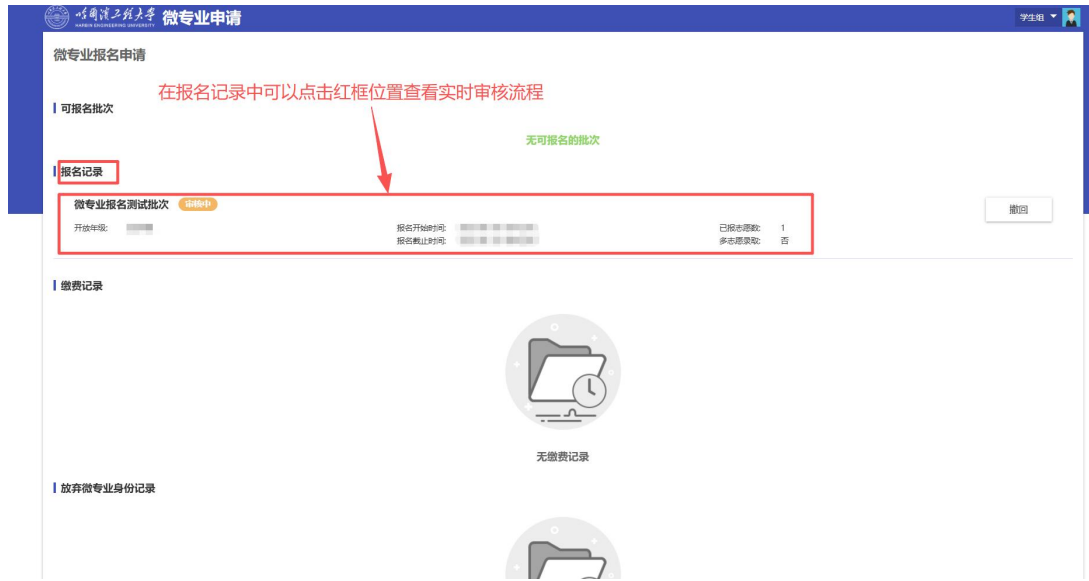 哈尔滨工程大学 微专业申请
HARBIN ENGINEERING UNIVERSITY
学生组
微专业报名申请
在报名记录中可以点击红框位置查看实时审核流程
可报名批次
无可报名的批次
报名记录
微专业报名测试批次 审核中
撤回
开放年级: 报名开始时间: 已报志愿数: 1
报名截止时间: 多志愿录取: 否
缴费记录
无缴费记录
放弃微专业身份记录